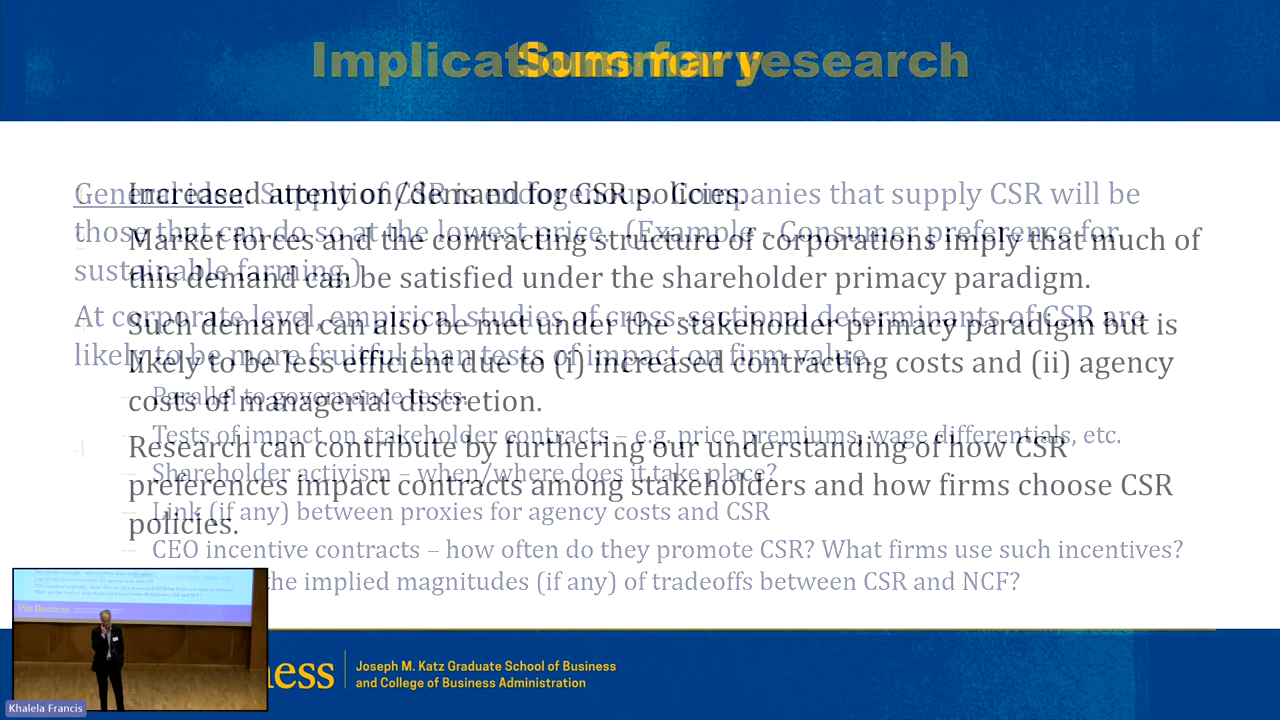 Implications for research
Summary
General idea: Supply of CSR is endogenous. Companies that supply CSR will be
those that can do so at the lowest price. (Example - Consumer preference for
sustainable farming.)
At corporate level, empirical studies of cross-sectional determinants of CSR are
likely to be more fruitful than tests of impact on firm value.
– Parallel to governance tests.
– Tests of impact on stakeholder contracts – e.g. price premiums, wage differentials, etc.
– Shareholder activism – when/where does it take place?
– Link (if any) between proxies for agency costs and CSR
– CEO incentive contracts – how often do they promote CSR? What firms use such incentives?
the implied magnitudes (if any) of tradeoffs between CSR and NCF?
Increased attention/demand for CSR policies.
Market forces and the contracting structure of corporations imply that much of
this demand can be satisfied under the shareholder primacy paradigm.
Such demand can also be met under the stakeholder primacy paradigm but is
likely to be less efficient due to (i) increased contracting costs and (ii) agency
costs of managerial discretion.
4
Research can contribute by furthering our understanding of how CSR
preferences impact contracts among stakeholders and how firms choose CSR
policies.
ness
Joseph M. Katz Graduate School of Business
and College of Business Administration
Pitt Business
Khalela Francis